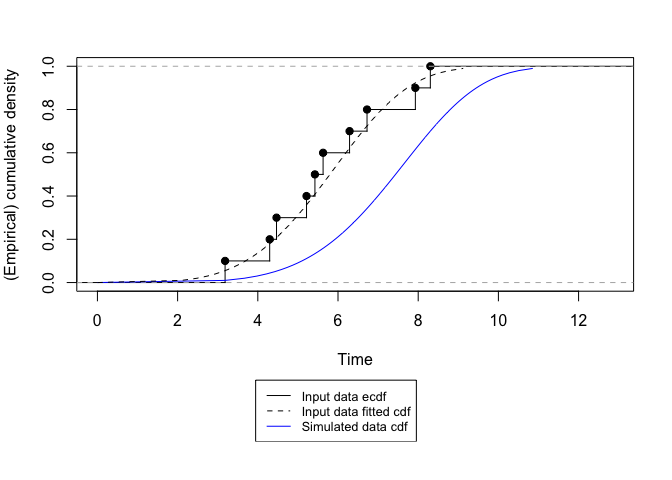 (Empirical) cumulative density
1.0
0.8
0.6
0.4
0.2
0.0
0 2 4 6 8 10 12
Time
Input data ecdf
Input data fitted cdf
Simulated data cdf